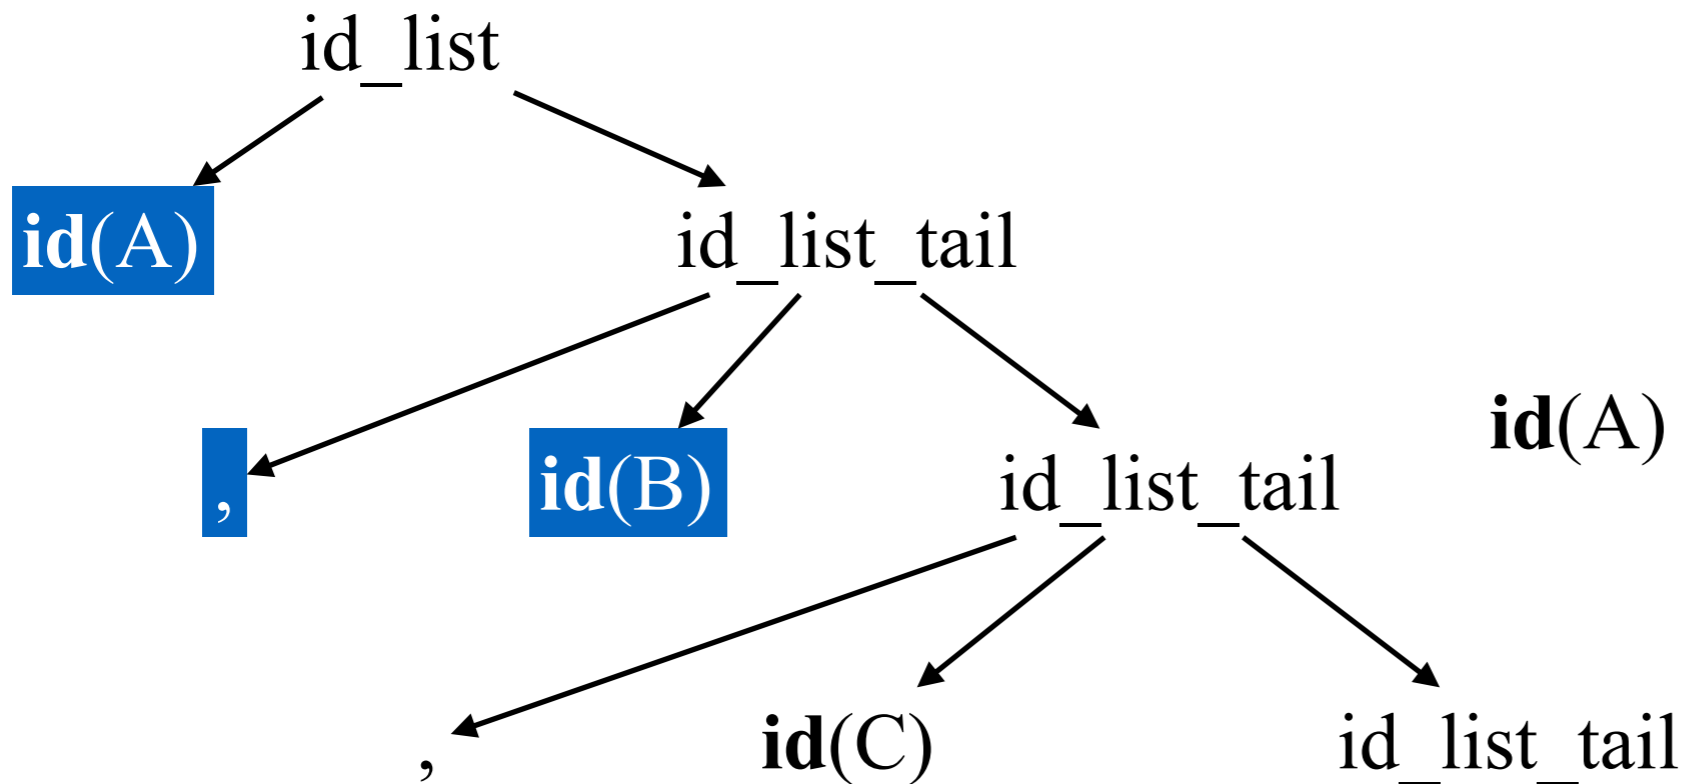 id_list
id(A)
id_list_tail
id(A)
,
id(B)
id_list_tail
,
id(C)
id_list_tail